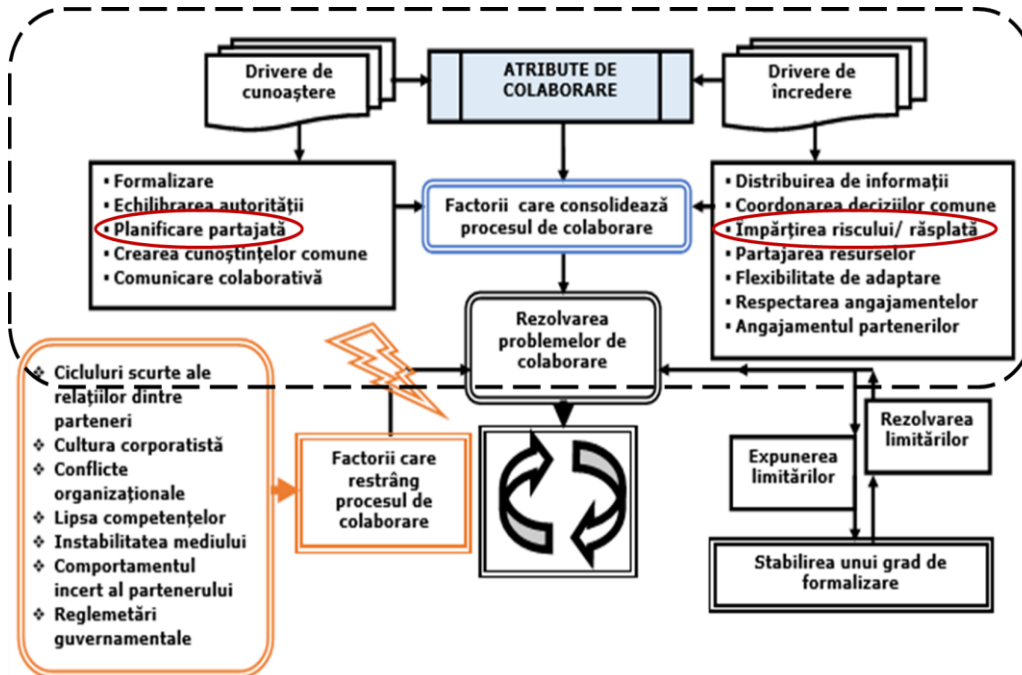 Drivere de
cunoaștere
ATRIBUTE DE
COLABORARE
Drivere de
încredere
▪ Formalizare
▪ Echilibrarea autorității
▪ Planificare partajată
▪ Crearea cunoștințelor comune
▪ Comunicare colaborativă
Factorii care consolidează
procesul de colaborare
▪ Distribuirea de informații
▪ Coordonarea deciziilor comune
▪ Împărțirea riscului/ răsplată
▪ Partajarea resurselor
▪ Flexibilitate de adaptare
▪ Respectarea angajamentelor
▪ Angajamentul partenerilor
Rezolvarea
problemelor de
colaborare
❖ Cicluluri scurte ale
relațiilor dintre
parteneri
❖ Cultura corporatistă
❖ Conflicte
organizaționale
❖ Lipsa competențelor
❖ Instabilitatea mediului
❖ Comportamentul
incert al partenerului
❖ Reglemetări
guvernamentale
Factorii care
restrâng
procesul de
colaborare
Expunerea
limitărilor
Rezolvarea
limitărilor
Stabilirea unui grad de
formalizare